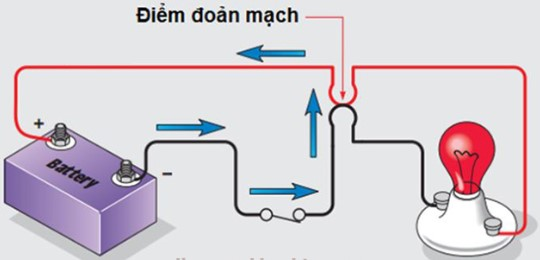 Điểm đoản mạch
+
Battery
−